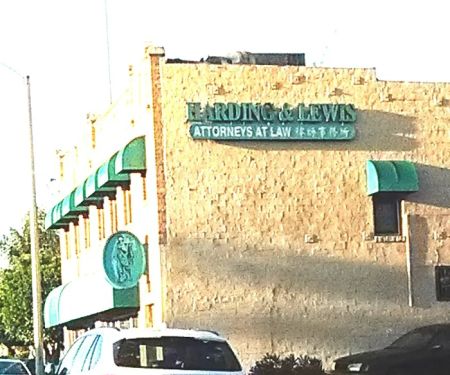 HARDING & LEWIS
ATTORNEYS AT LAW 律師事務所